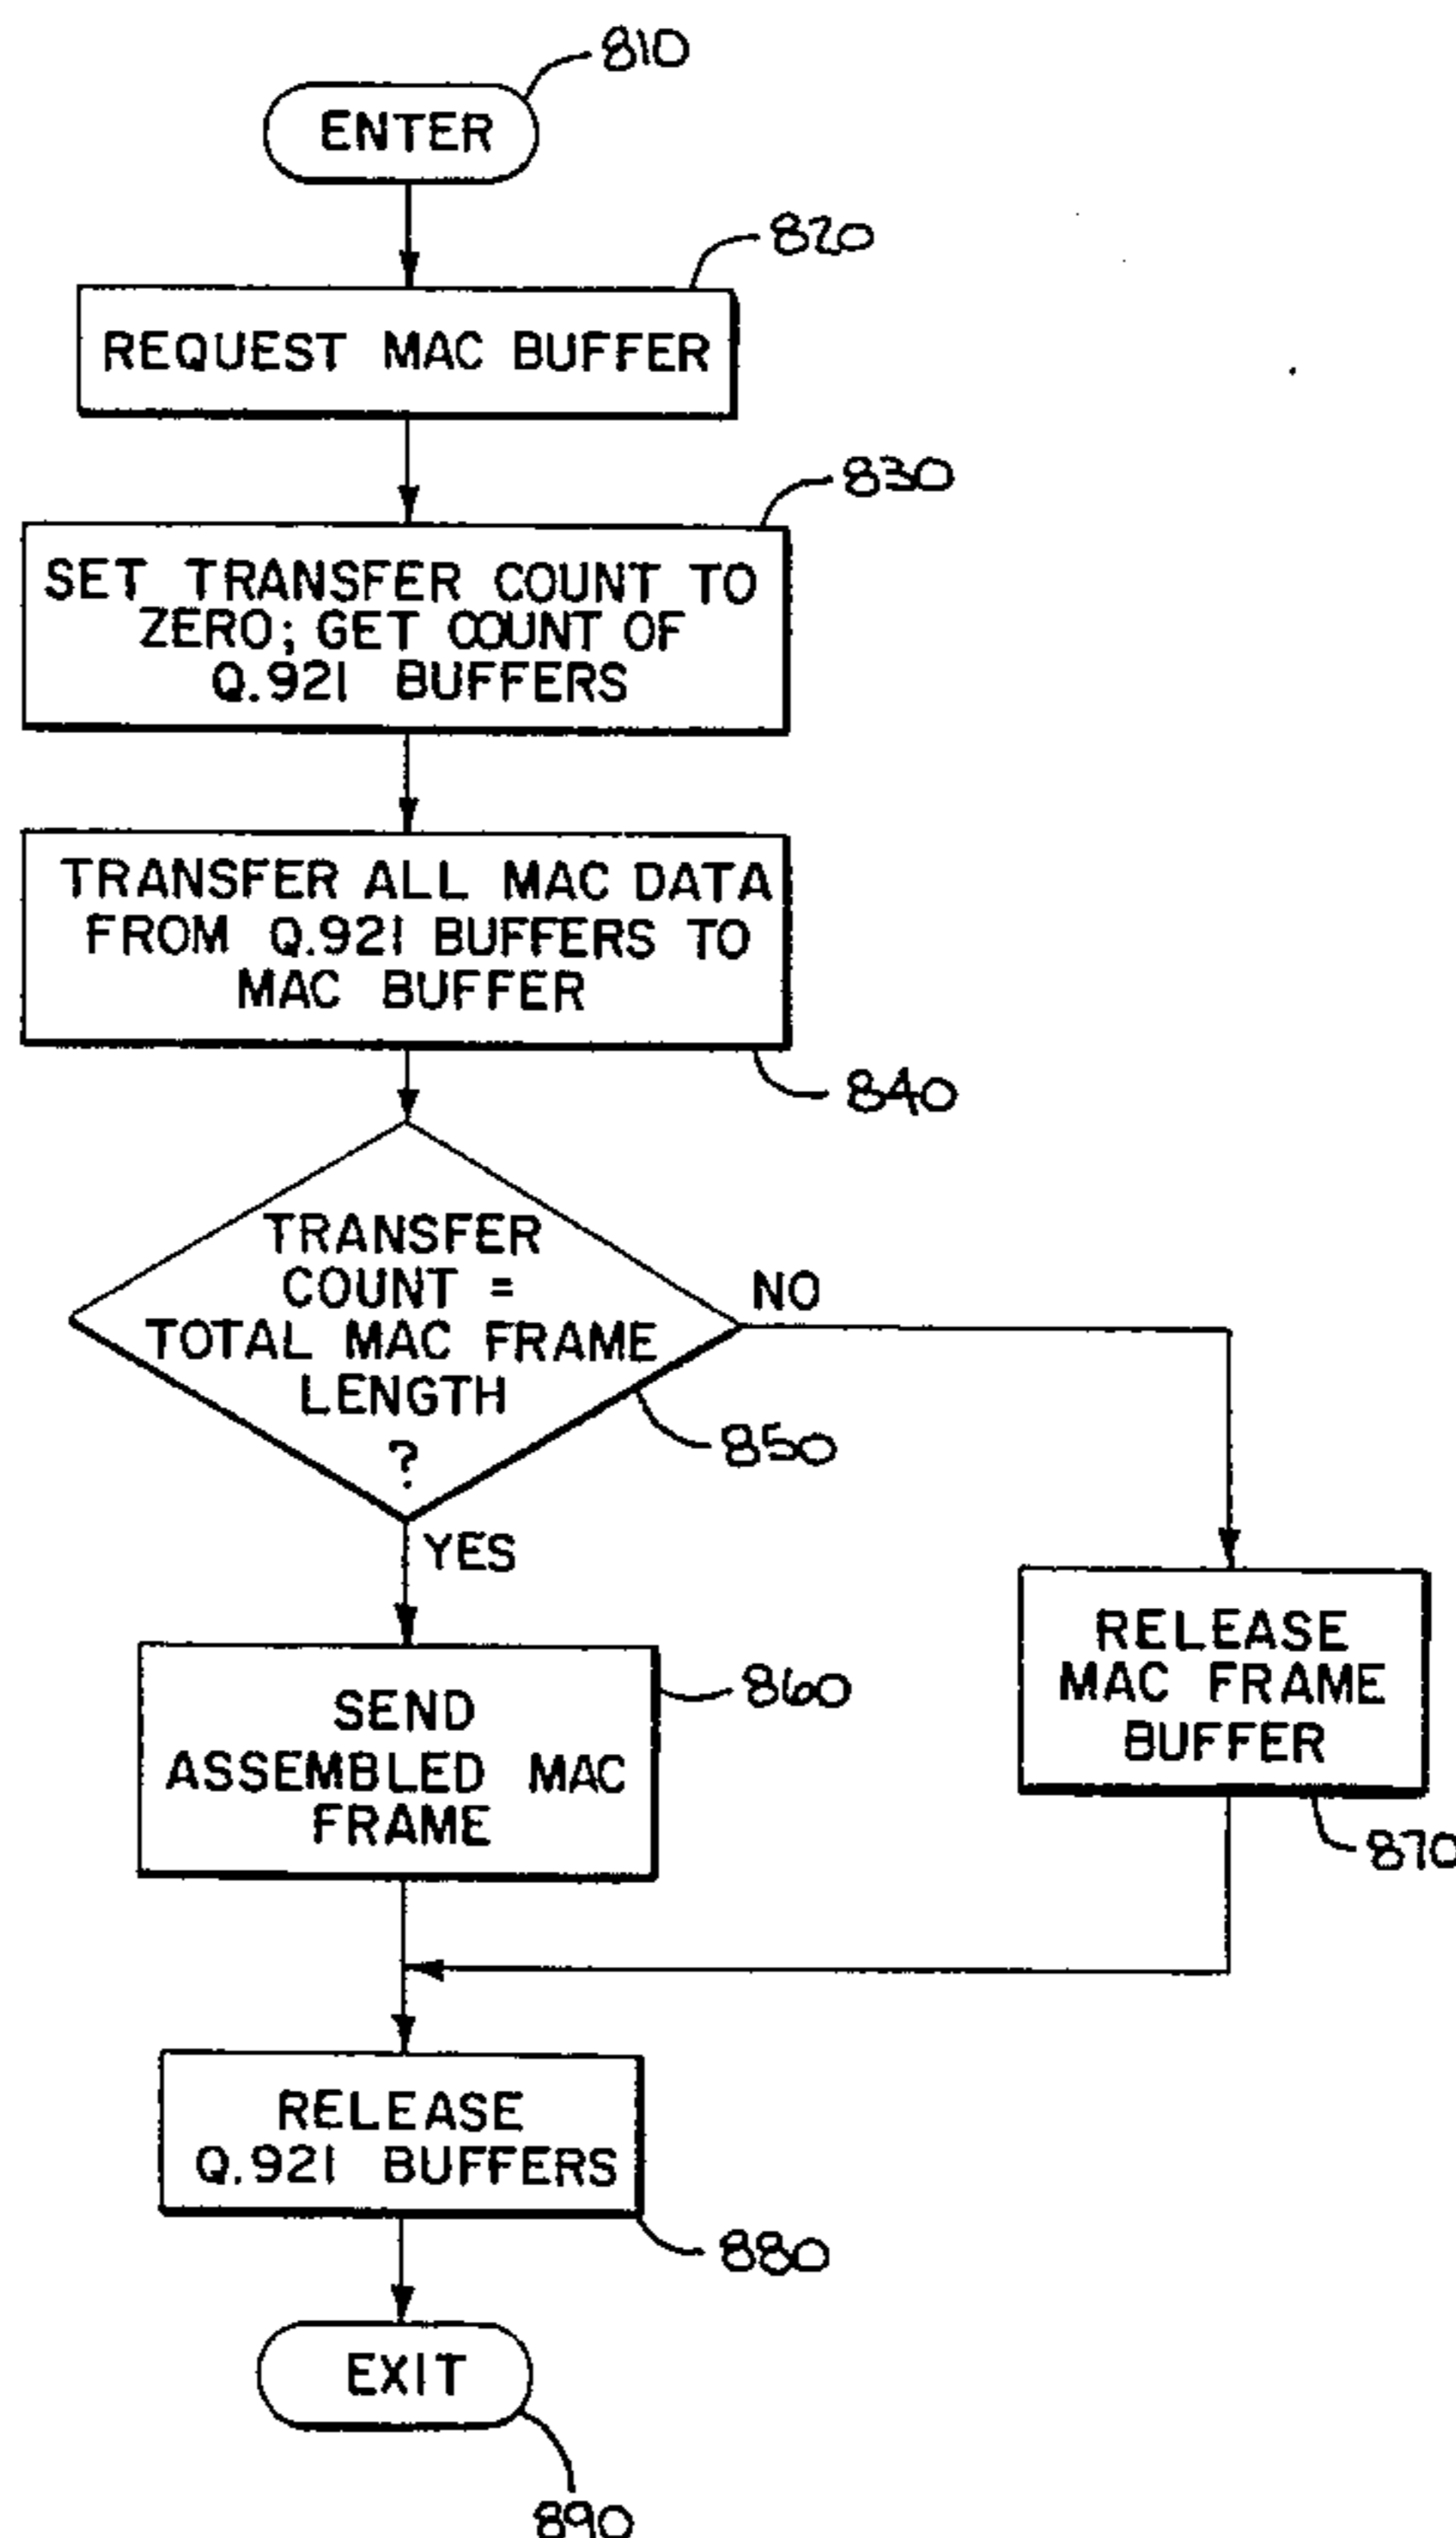 810
ENTER
820
REQUEST MAC BUFFER
830
SET TRANSFER COUNT TO
ZERO; GET COUNT OF
Q.921 BUFFERS
TRANSFER ALL MAC DATA
FROM Q.921 BUFFERS TO
MAC BUFFER
840
TRANSFER
COUNT =
TOTAL MAC FRAME
LENGTH
?
NO
850
YES
SEND
ASSEMBLED MAC
FRAME
860
RELEASE
MAC FRAME
BUFFER
870
RELEASE
Q.921 BUFFERS
880
EXIT
890